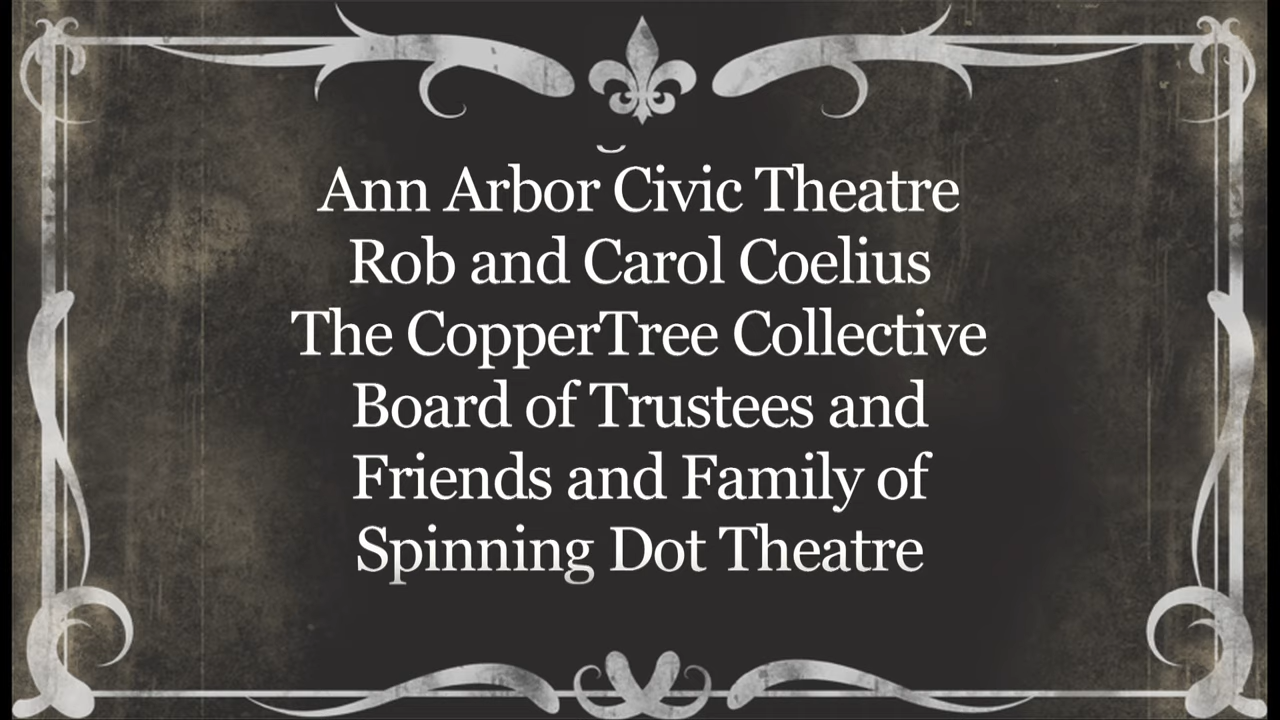 Ann Arbor Civic Theatre
Rob and Carol Coelius
The CopperTree Collective
Board of Trustees and
Friends and Family of
Spinning Dot Theatre